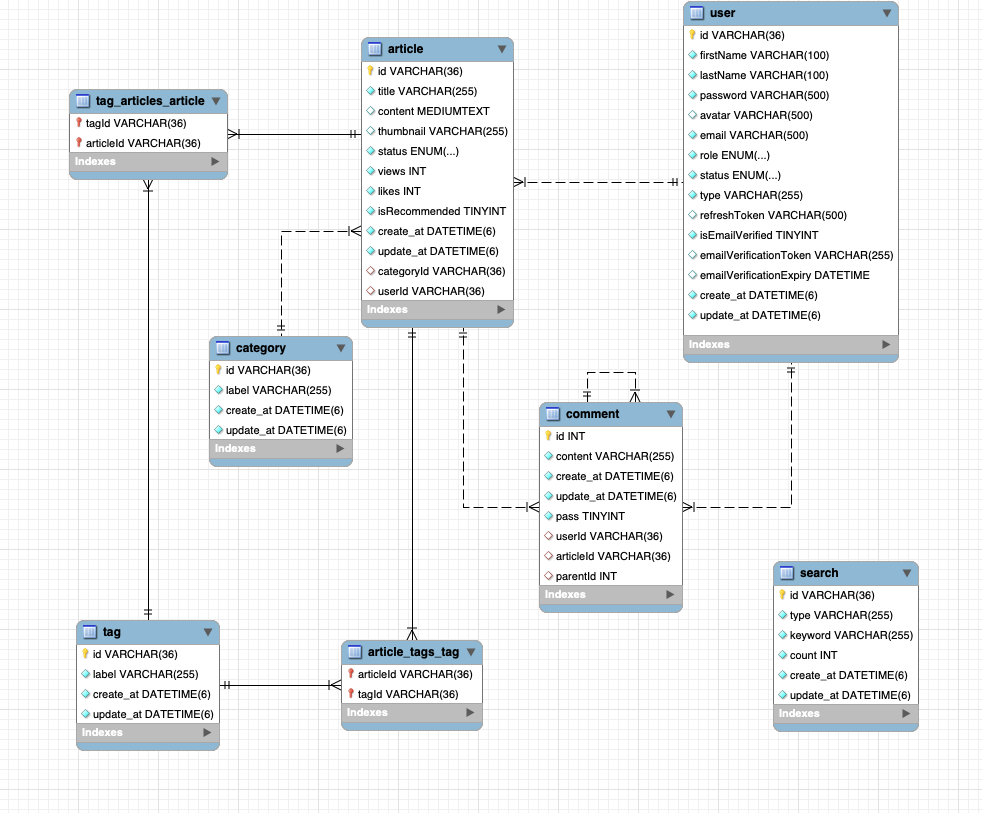 user
id VARCHAR(36)
firstName VARCHAR(100)
lastName VARCHAR(100)
password VARCHAR(500)
avatar VARCHAR(500)
email VARCHAR(500)
role ENUM(...)
status ENUM(...)
type VARCHAR(255)
refreshToken VARCHAR(500)
isEmailVerified TINYINT
emailVerificationToken VARCHAR(255)
emailVerificationExpiry DATETIME
create_at DATETIME(6)
update_at DATETIME(6)
Indexes
article
id VARCHAR(36)
title VARCHAR(255)
content MEDIUMTEXT
thumbnail VARCHAR(255)
status ENUM(...)
views INT
likes INT
isRecommended TINYINT
create_at DATETIME(6)
update_at DATETIME(6)
categoryId VARCHAR(36)
userId VARCHAR(36)
Indexes
tag_articles_article
tagId VARCHAR(36)
articleId VARCHAR(36)
Indexes
category
id VARCHAR(36)
label VARCHAR(255)
create_at DATETIME(6)
update_at DATETIME(6)
Indexes
comment
id INT
content VARCHAR(255)
create_at DATETIME(6)
update_at DATETIME(6)
pass TINYINT
userId VARCHAR(36)
articleId VARCHAR(36)
parentId INT
Indexes
search
id VARCHAR(36)
type VARCHAR(255)
keyword VARCHAR(255)
count INT
create_at DATETIME(6)
update_at DATETIME(6)
Indexes
tag
id VARCHAR(36)
label VARCHAR(255)
create_at DATETIME(6)
update_at DATETIME(6)
Indexes
article_tags_tag
articleId VARCHAR(36)
tagId VARCHAR(36)
Indexes